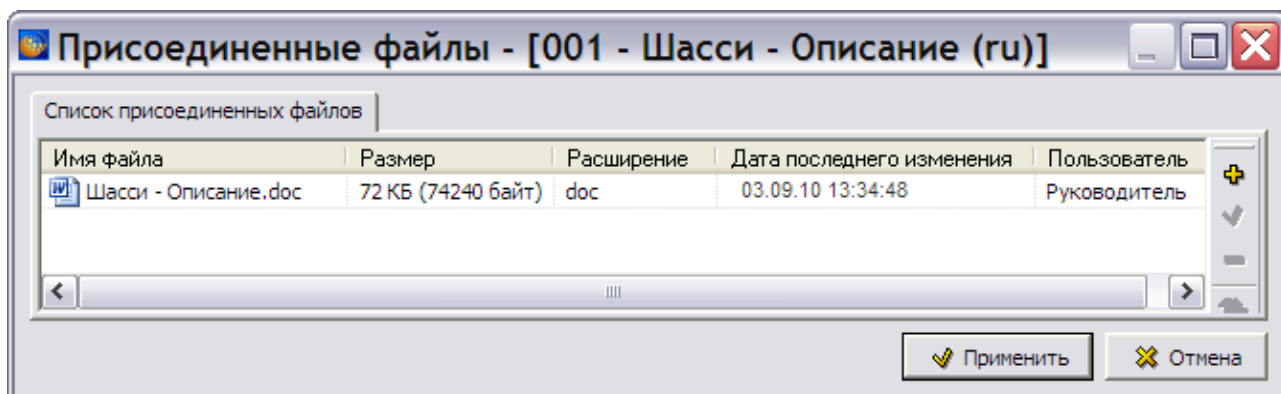 Присоединенные файлы - [001 - Шасси - Описание (ru)]
Список присоединенных файлов
Имя файла Размер Расширение Дата последнего изменения Пользователь
Шасси - Описание.doc 72 КБ (74240 байт) doc 03.09.10 13:34:48 Руководитель
Применить Отмена